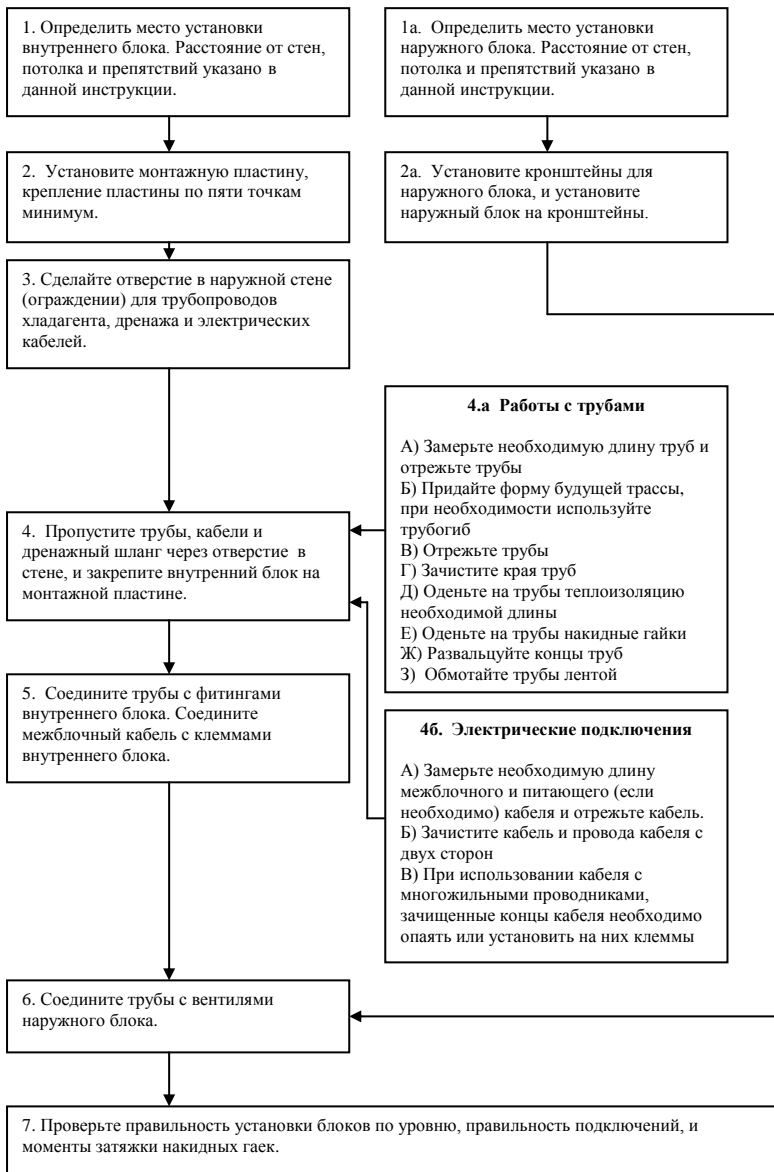 1. Определить место установки
внутреннего блока. Расстояние от стен,
потолка и препятствий указано в
данной инструкции.
1а. Определить место установки
наружного блока. Расстояние от стен,
потолка и препятствий указано в
данной инструкции.
2. Установите монтажную пластину,
крепление пластины по пяти точкам
минимум.
2а. Установите кронштейны для
наружного блока, и установите
наружный блок на кронштейны.
3. Сделайте отверстие в наружной стене
(ограждении) для трубопроводов
хладагента, дренажа и электрических
кабелей.
4.а Работы с трубами
А) Замерьте необходимую длину труб и
отрежьте трубы
Б) Придайте форму будущей трассы,
при необходимости используйте
трубогиб
В) Отрежьте трубы
Г) Зачистите края труб
Д) Оденьте на трубы теплоизоляцию
необходимой длины
Е) Оденьте на трубы накидные гайки
Ж) Развальцуйте концы труб
З) Обмотайте трубы лентой
4. Пропустите трубы, кабели и
дренажный шланг через отверстие в
стене, и закрепите внутренний блок на
монтажной пластине.
5. Соедините трубы с фитингами
внутреннего блока. Соедините
межблочный кабель с клеммами
внутреннего блока.
4б. Электрические подключения
А) Замерьте необходимую длину
межблочного и питающего (если
необходимо) кабеля и отрежьте кабель.
Б) Зачистите кабель и провода кабеля с
двух сторон
В) При использовании кабеля с
многожильными проводниками,
зачищенные концы кабеля необходимо
опаять или установить на них клеммы
6. Соедините трубы с вентилями
наружного блока.
7. Проверьте правильность установки блоков по уровню, правильность подключений, и
моменты затяжки накидных гаек.